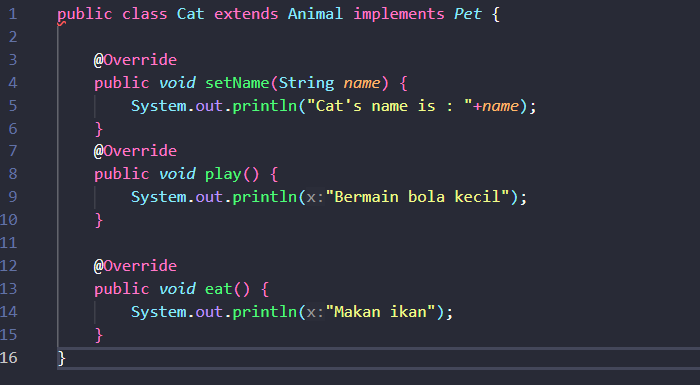 1 public class Cat extends Animal implements Pet {
2
3     @Override
4     public void setName(String name) {
5         System.out.println("Cat's name is : "+name);
6     }
7     @Override
8     public void play() {
9         System.out.println(x:"Bermain bola kecil");
10     }
11
12     @Override
13     public void eat() {
14         System.out.println(x:"Makan ikan");
15     }
16 }